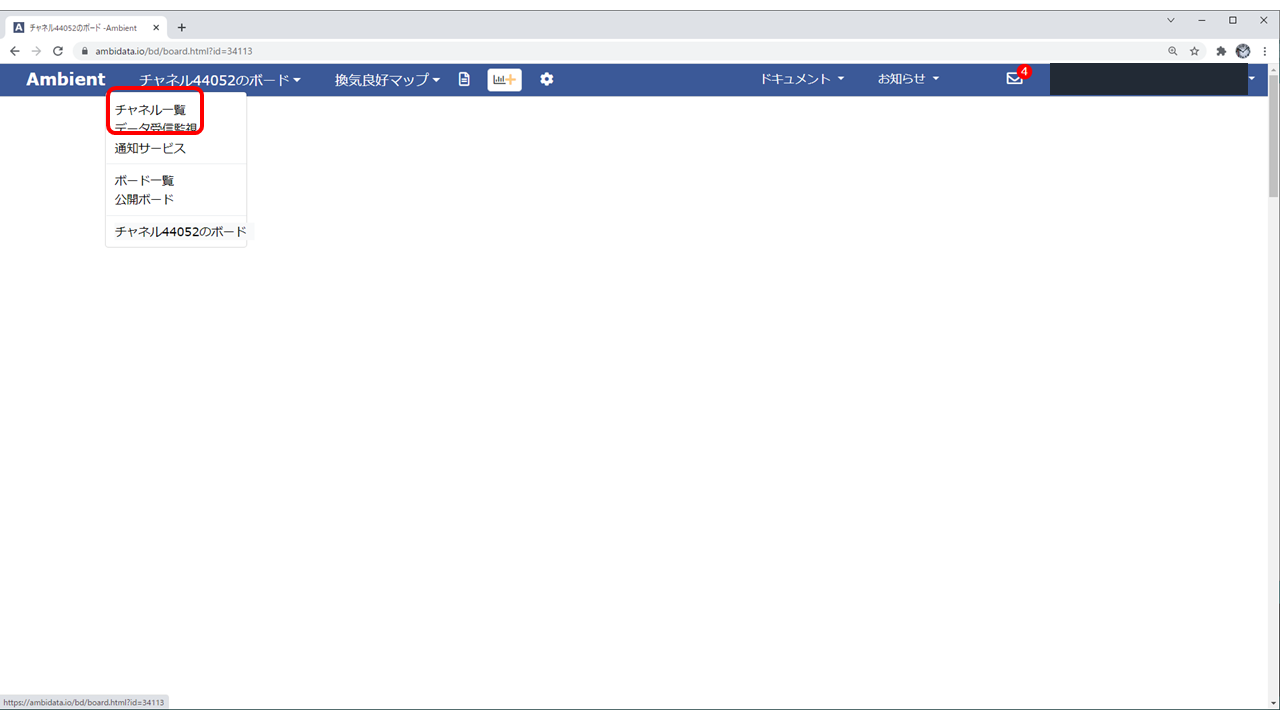 チャネル44052のボード -Ambient
ambidata.io/bd/board.html?id=34113
Ambient チャネル44052のボード 換気良好マップ ドキュメント お知らせ 4
チャネル一覧
データ受信監視
通知サービス
ボード一覧
公開ボード
チャネル44052のボード
https://ambidata.io/bd/board.html?id=34113